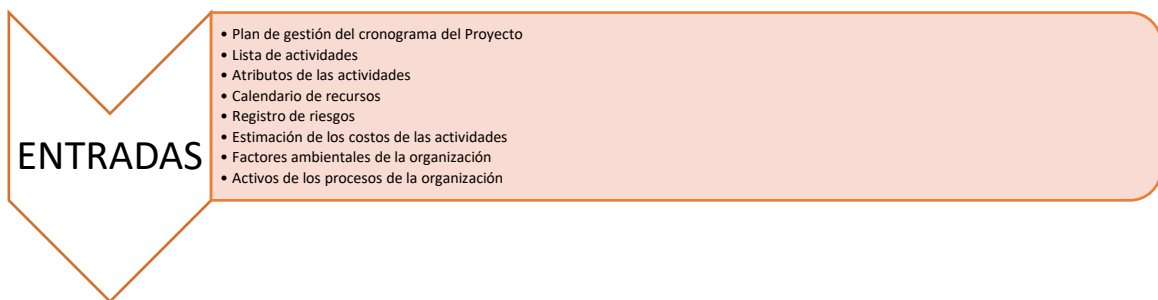 ENTRADAS
• Plan de gestión del cronograma del Proyecto
• Lista de actividades
• Atributos de las actividades
• Calendario de recursos
• Registro de riesgos
• Estimación de los costos de las actividades
• Factores ambientales de la organización
• Activos de los procesos de la organización